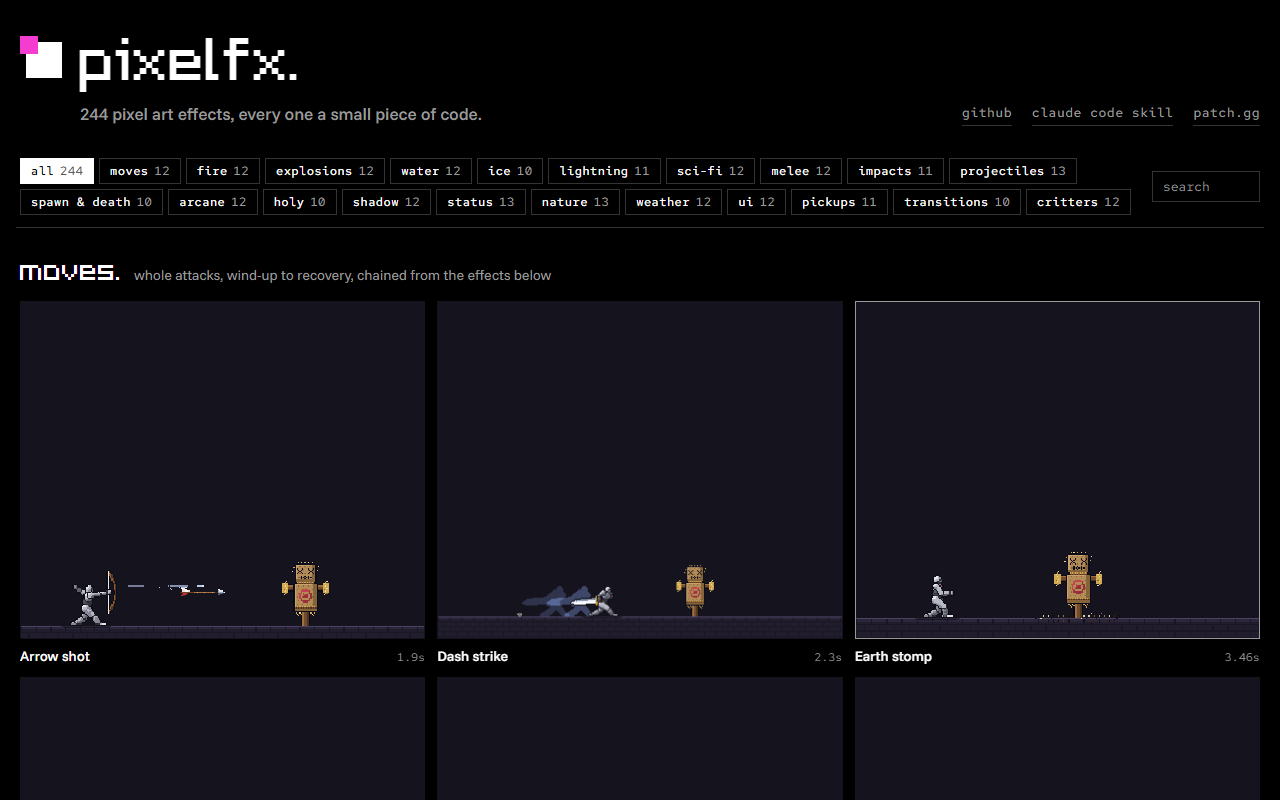 pixelfx.
244 pixel art effects, every one a small piece of code.
github claude code skill patch.gg
all 244 moves 12 fire 12 explosions 12 water 12 ice 10 lightning 11 sci-fi 12 melee 12 impacts 11 projectiles 13
spawn & death 10 arcane 12 holy 10 shadow 12 status 13 nature 13 weather 12 ui 12 pickups 11 transitions 10 critters 12
search
moves. whole attacks, wind-up to recovery, chained from the effects below
Arrow shot 1.9s
Dash strike 2.3s
Earth stomp 3.46s